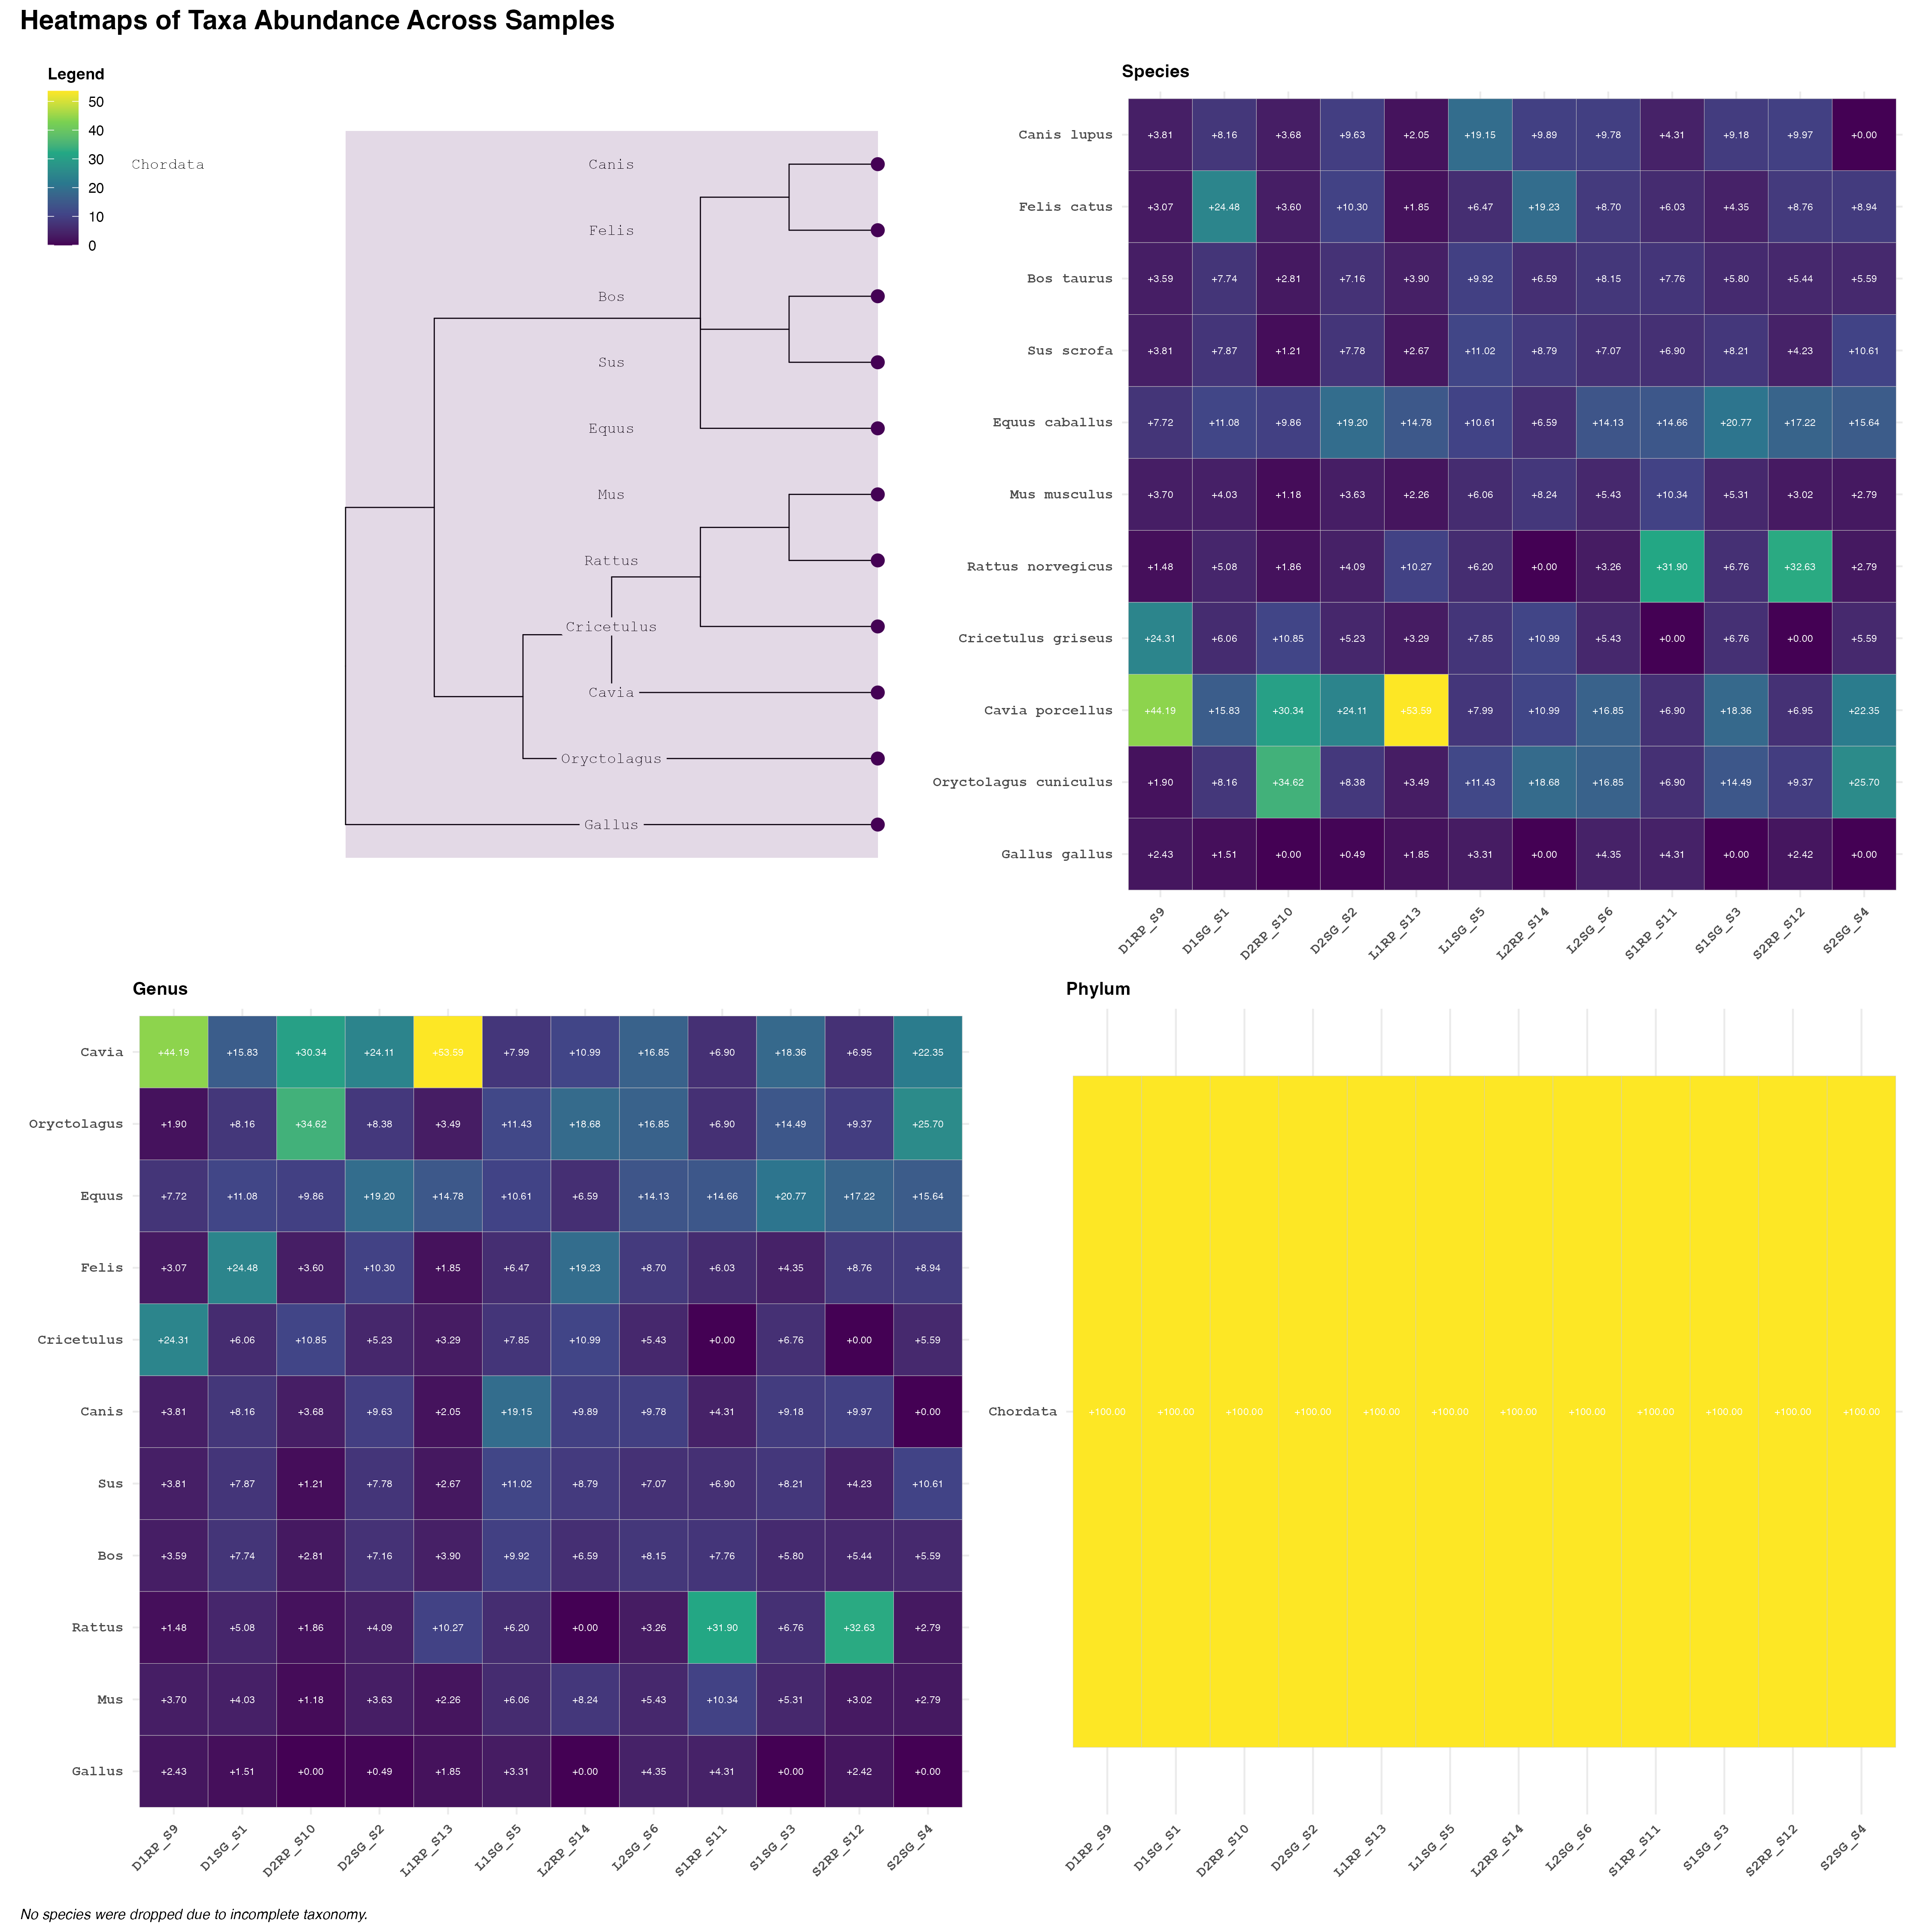 Heatmaps of Taxa Abundance Across Samples
Legend
50
40
30
20
10
0
Chordata
Canis
Felis
Bos
Sus
Equus
Mus
Rattus
Cricetulus
Cavia
Oryctolagus
Gallus
Species
Canis lupus +3.81 +8.16 +3.68 +9.63 +2.05 +19.15 +9.89 +9.78 +4.31 +9.18 +9.97 +0.00
Felis catus +3.07 +24.48 +3.60 +10.30 +1.85 +6.47 +19.23 +8.70 +6.03 +4.35 +8.76 +8.94
Bos taurus +3.59 +7.74 +2.81 +7.16 +3.90 +9.92 +6.59 +8.15 +7.76 +5.80 +5.44 +5.59
Sus scrofa +3.81 +7.87 +1.21 +7.78 +2.67 +11.02 +8.79 +7.07 +6.90 +8.21 +4.23 +10.61
Equus caballus +7.72 +11.08 +9.86 +19.20 +14.78 +10.61 +6.59 +14.13 +14.66 +20.77 +17.22 +15.64
Mus musculus +3.70 +4.03 +1.18 +3.63 +2.26 +6.06 +8.24 +5.43 +10.34 +5.31 +3.02 +2.79
Rattus norvegicus +1.48 +5.08 +1.86 +4.09 +10.27 +6.20 +0.00 +3.26 +31.90 +6.76 +32.63 +2.79
Cricetulus griseus +24.31 +6.06 +10.85 +5.23 +3.29 +7.85 +10.99 +5.43 +0.00 +6.76 +0.00 +5.59
Cavia porcellus +44.19 +15.83 +30.34 +24.11 +53.59 +7.99 +10.99 +16.85 +6.90 +18.36 +6.95 +22.35
Oryctolagus cuniculus +1.90 +8.16 +34.62 +8.38 +3.49 +11.43 +18.68 +16.85 +6.90 +14.49 +9.37 +25.70
Gallus gallus +2.43 +1.51 +0.00 +0.49 +1.85 +3.31 +0.00 +4.35 +4.31 +0.00 +2.42 +0.00
D1RP_S9 D1SG_S1 D2RP_S10 D2SG_S2 L1RP_S13 L1SG_S5 L2RP_S14 L2SG_S6 S1RP_S11 S1SG_S3 S2RP_S12 S2SG_S4
Genus
Cavia +44.19 +15.83 +30.34 +24.11 +53.59 +7.99 +10.99 +16.85 +6.90 +18.36 +6.95 +22.35
Oryctolagus +1.90 +8.16 +34.62 +8.38 +3.49 +11.43 +18.68 +16.85 +6.90 +14.49 +9.37 +25.70
Equus +7.72 +11.08 +9.86 +19.20 +14.78 +10.61 +6.59 +14.13 +14.66 +20.77 +17.22 +15.64
Felis +3.07 +24.48 +3.60 +10.30 +1.85 +6.47 +19.23 +8.70 +6.03 +4.35 +8.76 +8.94
Cricetulus +24.31 +6.06 +10.85 +5.23 +3.29 +7.85 +10.99 +5.43 +0.00 +6.76 +0.00 +5.59
Canis +3.81 +8.16 +3.68 +9.63 +2.05 +19.15 +9.89 +9.78 +4.31 +9.18 +9.97 +0.00
Sus +3.81 +7.87 +1.21 +7.78 +2.67 +11.02 +8.79 +7.07 +6.90 +8.21 +4.23 +10.61
Bos +3.59 +7.74 +2.81 +7.16 +3.90 +9.92 +6.59 +8.15 +7.76 +5.80 +5.44 +5.59
Rattus +1.48 +5.08 +1.86 +4.09 +10.27 +6.20 +0.00 +3.26 +31.90 +6.76 +32.63 +2.79
Mus +3.70 +4.03 +1.18 +3.63 +2.26 +6.06 +8.24 +5.43 +10.34 +5.31 +3.02 +2.79
Gallus +2.43 +1.51 +0.00 +0.49 +1.85 +3.31 +0.00 +4.35 +4.31 +0.00 +2.42 +0.00
D1RP_S9 D1SG_S1 D2RP_S10 D2SG_S2 L1RP_S13 L1SG_S5 L2RP_S14 L2SG_S6 S1RP_S11 S1SG_S3 S2RP_S12 S2SG_S4
Phylum
Chordata +100.00 +100.00 +100.00 +100.00 +100.00 +100.00 +100.00 +100.00 +100.00 +100.00 +100.00 +100.00
D1RP_S9 D1SG_S1 D2RP_S10 D2SG_S2 L1RP_S13 L1SG_S5 L2RP_S14 L2SG_S6 S1RP_S11 S1SG_S3 S2RP_S12 S2SG_S4
No species were dropped due to incomplete taxonomy.